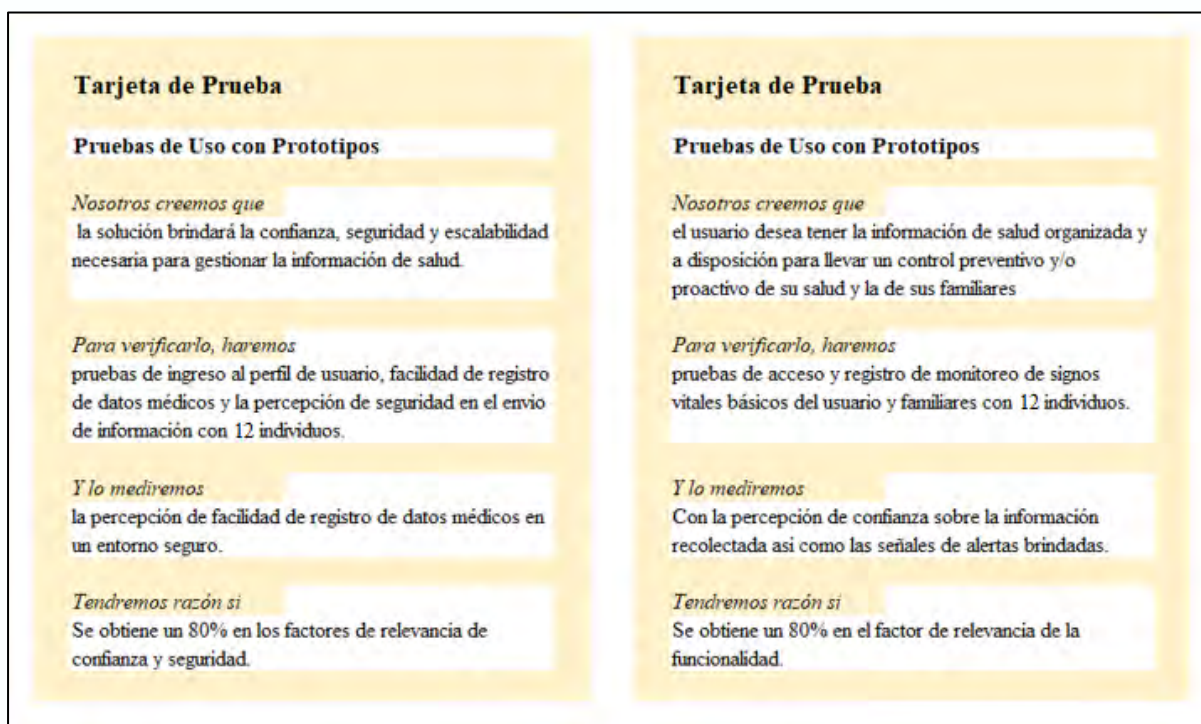 Tarjeta de Prueba
Pruebas de Uso con Prototipos
Nosotros creemos que
la solución brindará la confianza, seguridad y escalabilidad
necesaria para gestionar la información de salud.
Para verificarlo, haremos
pruebas de ingreso al perfil de usuario, facilidad de registro
de datos médicos y la percepción de seguridad en el envio
de información con 12 individuos.
Y lo mediremos
la percepción de facilidad de registro de datos médicos en
un entorno seguro.
Tendremos razón si
Se obtiene un 80% en los factores de relevancia de
confianza y seguridad.
Tarjeta de Prueba
Pruebas de Uso con Prototipos
Nosotros creemos que
el usuario desea tener la información de salud organizada y
a disposición para llevar un control preventivo y/o
proactivo de su salud y la de sus familiares
Para verificarlo, haremos
pruebas de acceso y registro de monitoreo de signos
vitales básicos del usuario y familiares con 12 individuos.
Y lo mediremos
Con la percepción de confianza sobre la información
recolectada asi como las señales de alertas brindadas.
Tendremos razón si
Se obtiene un 80% en el factor de relevancia de la
funcionalidad.